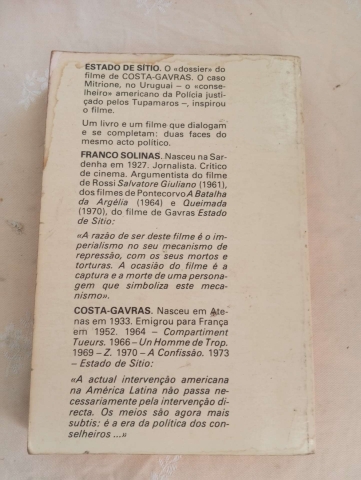 ESTADO DE SÍTIO. O «dossier» do
filme de COSTA-GAVRAS. O caso
Mitrione, no Uruguai – o «conse-
lheiro» americano da Polícia justi-
çado pelos Tupamaros –, inspirou
o filme.
Um livro e um filme que dialogam
e se completam: duas faces do
mesmo acto político.
FRANCO SOLINAS. Nasceu na Sar-
denha em 1927. Jornalista. Crítico
de cinema. Argumentista do filme
de Rossi Salvatore Giuliano (1961),
dos filmes de Pontecorvo A Batalha
da Argélia (1964) e Queimada
(1970), do filme de Gavras Estado
de Sítio:
«A razão de ser deste filme é o im-
perialismo no seu mecanismo de
repressão, com os seus mortos e
torturas. A ocasião do filme é a
captura e a morte de uma persona-
gem que simboliza este meca-
nismo».
COSTA-GAVRAS. Nasceu em Ate-
nas em 1933. Emigrou para França
em 1952. 1964 – Compartiment
Tueurs. 1966 – Un Homme de Trop.
1969 – Z. 1970 – A Confissão. 1973
– Estado de Sítio:
«A actual intervenção americana
na América Latina não passa ne-
cessariamente pela intervenção di-
recta. Os meios são agora mais
subtis: é a era da política dos con-
selheiros ...»